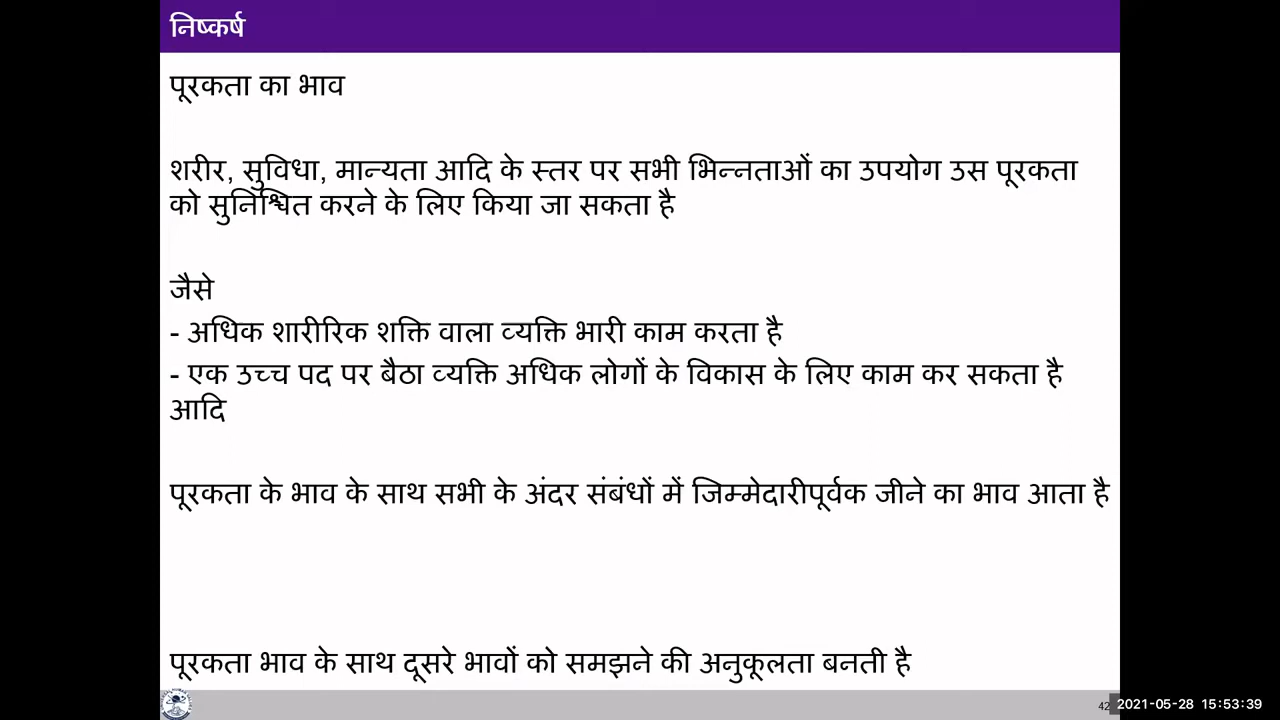 निष्कर्ष
पूरकता का भाव
शरीर, सुविधा, मान्यता आदि के स्तर पर सभी भिन्नताओं का उपयोग उस पूरकता
को सुनिश्चित करने के लिए किया जा सकता है
जैसे
- अधिक शारीरिक शक्ति वाला व्यक्ति भारी काम करता है
- एक उच्च पद पर बैठा व्यक्ति अधिक लोगों के विकास के लिए काम कर सकता है
आदि
पूरकता के भाव के साथ सभी के अंदर संबंधों में जिम्मेदारीपूर्वक जीने का भाव आता है
पूरकता भाव के साथ दूसरे भावों को समझने की अनुकूलता बनती है
42
2021-05-28 15:53:39